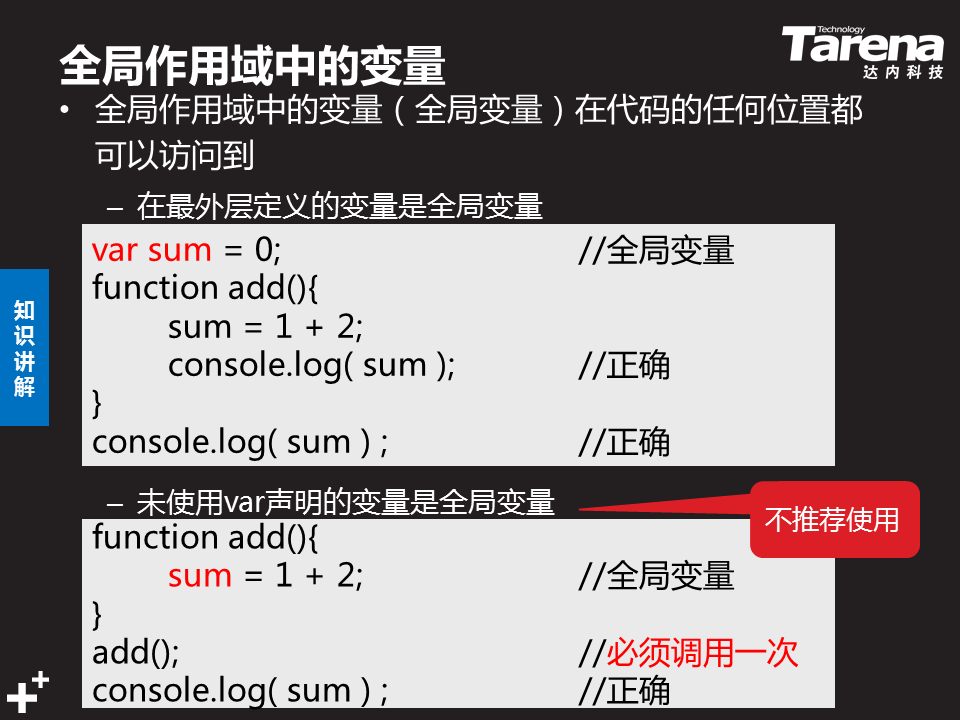 全局作用域中的变量
Technology
Tarena
达内科技
• 全局作用域中的变量（全局变量）在代码的任何位置都
可以访问到
– 在最外层定义的变量是全局变量
var sum = 0; //全局变量
function add(){
sum = 1 + 2;
console.log( sum ); //正确
}
console.log( sum ) ; //正确
知
识
讲
解
– 未使用var声明的变量是全局变量
不推荐使用
function add(){
sum = 1 + 2; //全局变量
}
add(); //必须调用一次
console.log( sum ) ; //正确